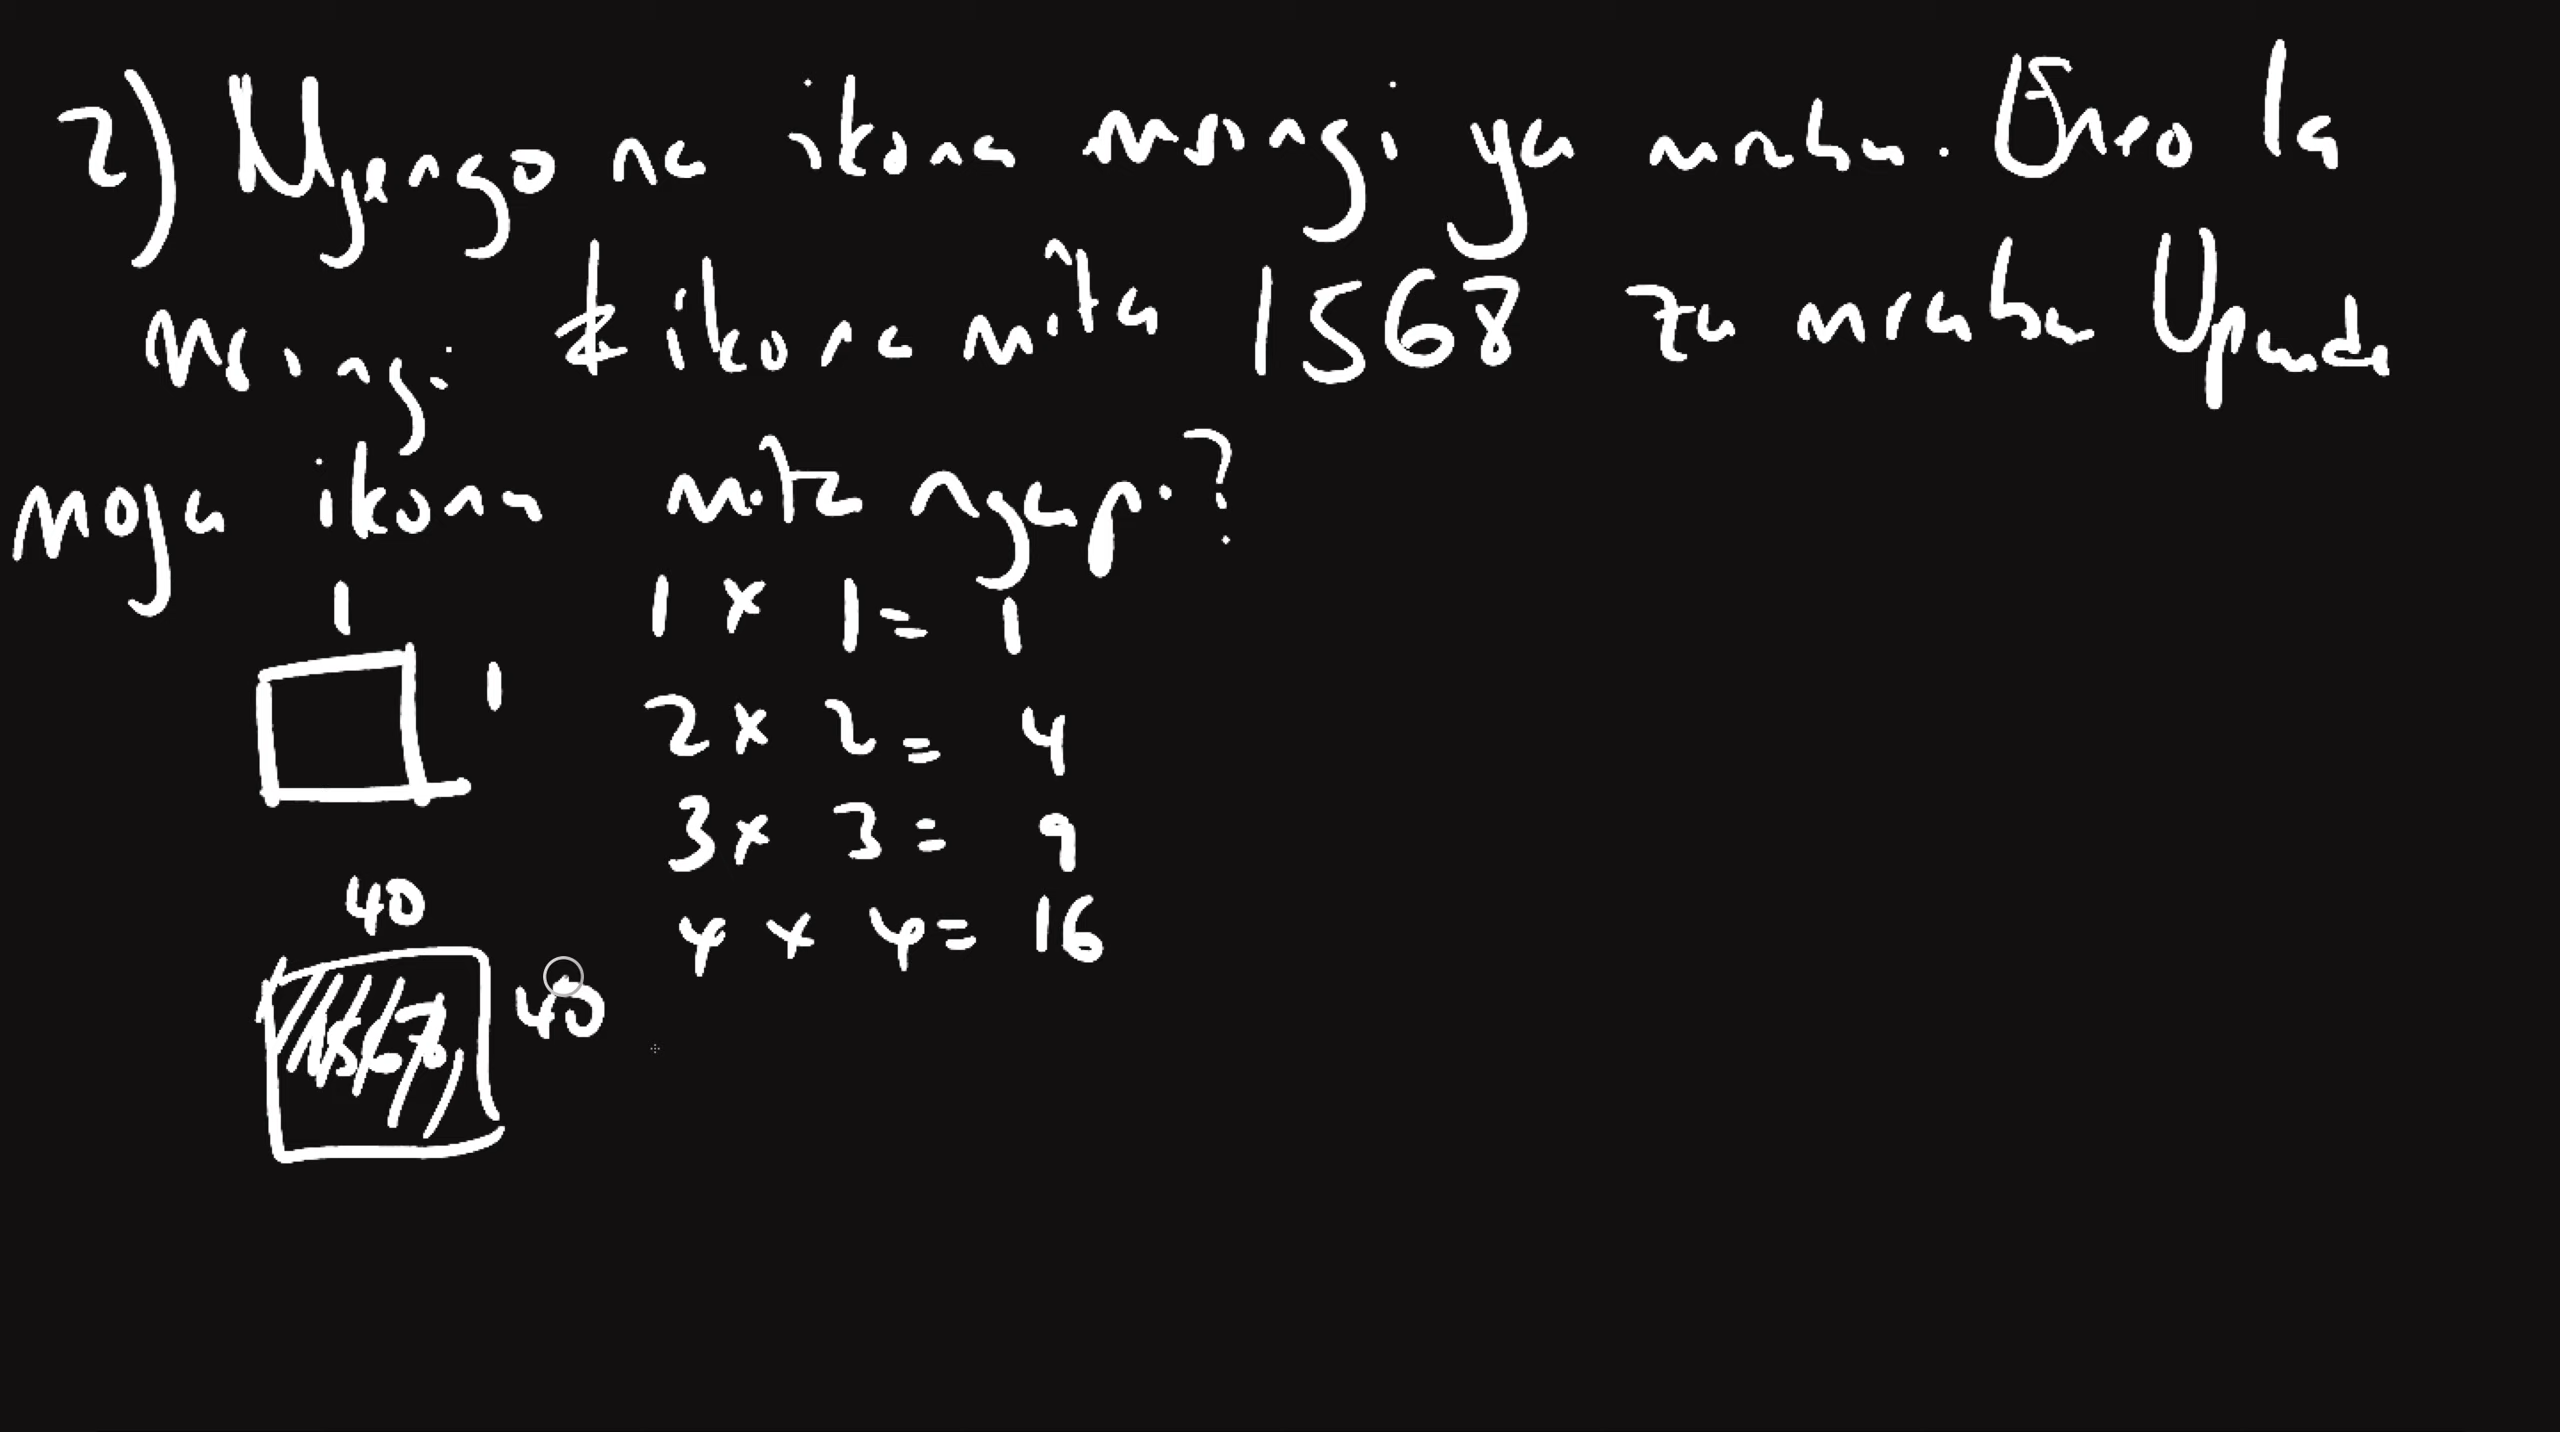 2) Mjengo na ikona msingi ya mraba. Eneo la
msingi ikona mita 1568 za mraba Upande
moja ikona mita ngapi?
1
1 × 1 = 1
1
2 × 2 = 4
3 × 3 = 9
40
4 × 4 = 16
40
1568